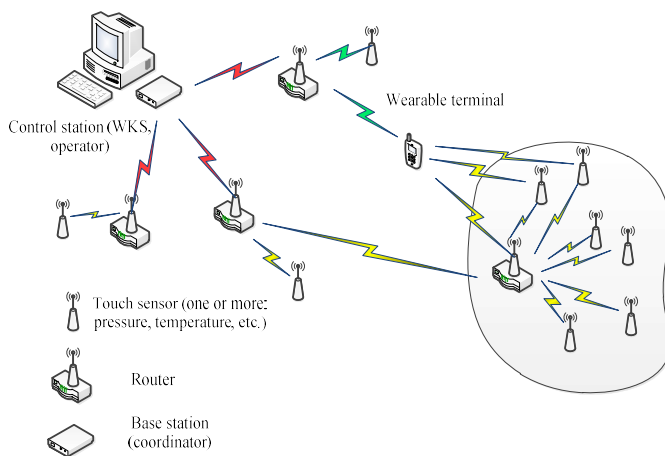 Wearable terminal
Control station (WKS,
operator)
Touch sensor (one or more:
pressure, temperature, etc.)
Router
Base station
(coordinator)